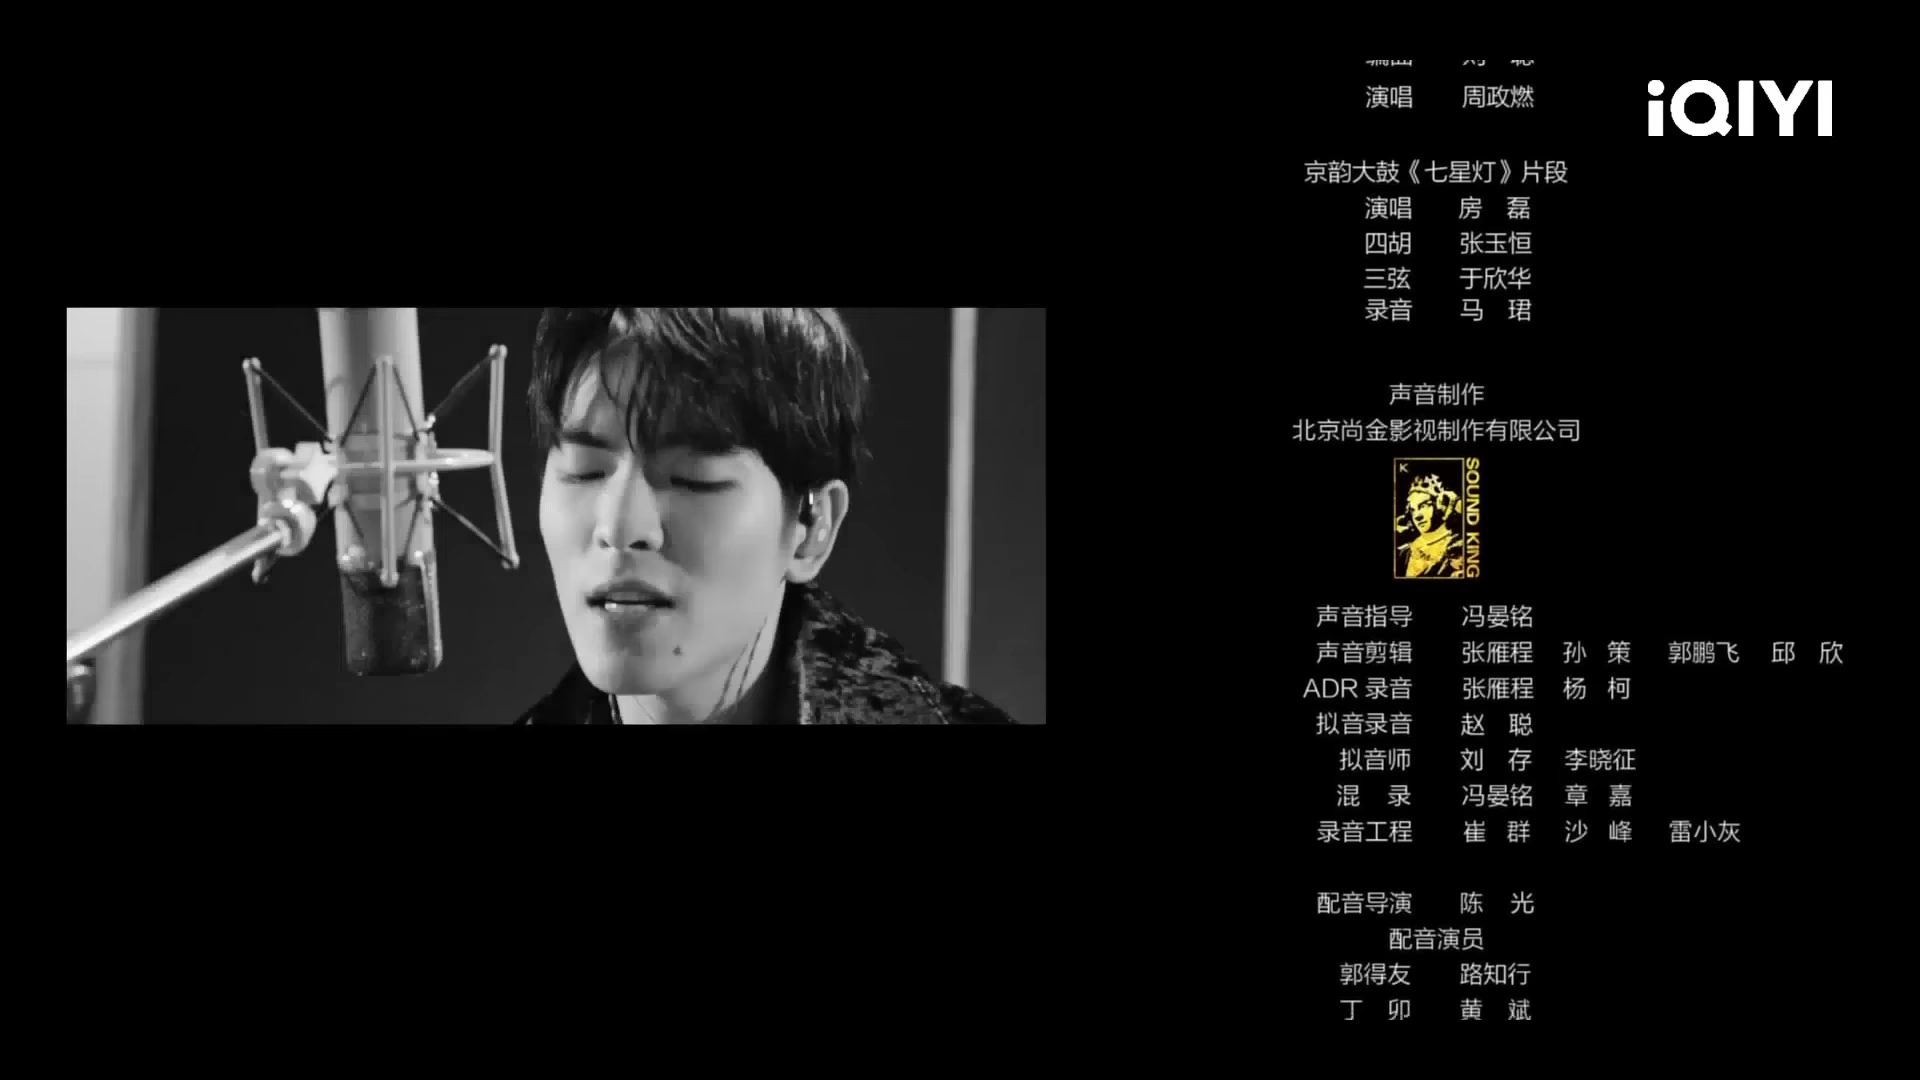 演唱 周政燃
iQIYI
京韵大鼓《七星灯》片段
演唱 房 磊
四胡 张玉恒
三弦 于欣华
录音 马 珺
声音制作
北京尚金影视制作有限公司
K
SOUND KING
声音指导 冯晏铭
声音剪辑 张雁程 孙 策 郭鹏飞 邱 欣
ADR 录音 张雁程 杨 柯
拟音录音 赵 聪
拟音师 刘 存 李晓征
混 录 冯晏铭 章 嘉
录音工程 崔 群 沙 峰 雷小灰
配音导演 陈 光
配音演员
郭得友 路知行
丁 卯 黄 斌